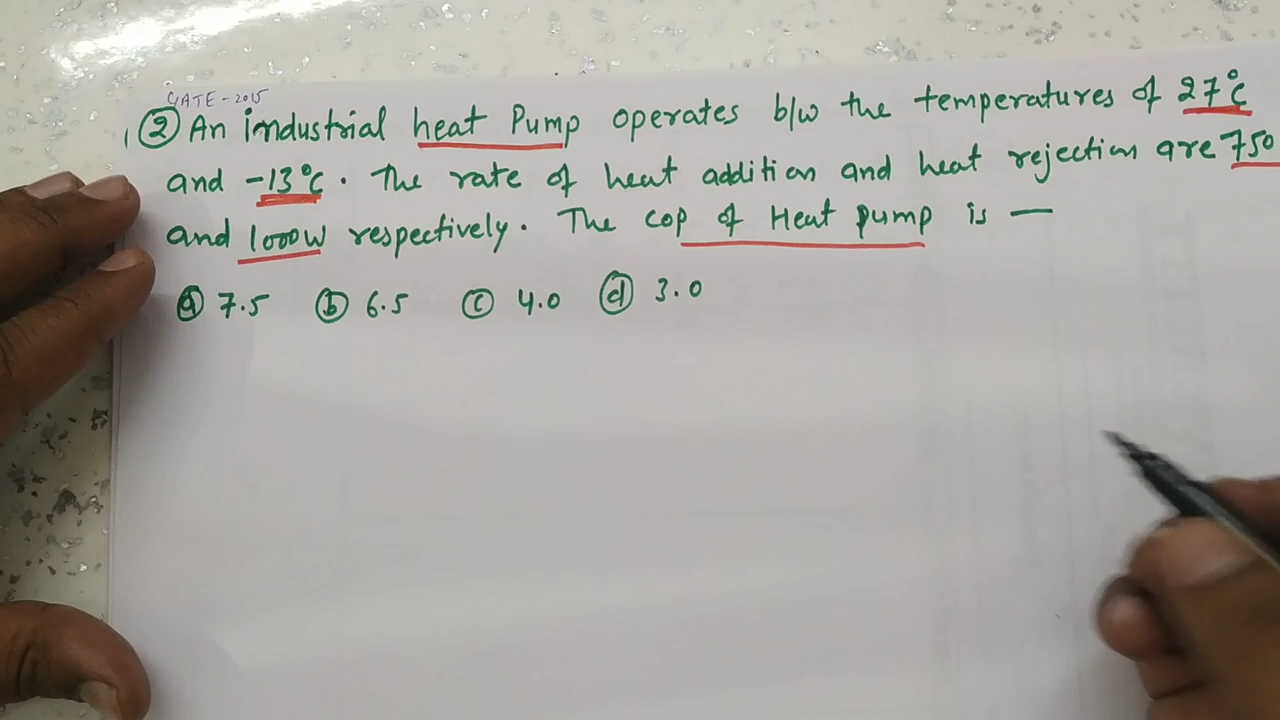 GATE-2015
② An industrial heat Pump operates b/w the temperatures of 27°C
and -13°C. The rate of heat addition and heat rejection are 750
and 1000W respectively. The COP of Heat pump is —
ⓐ 7.5 ⓑ 6.5 ⓒ 4.0 ⓓ 3.0